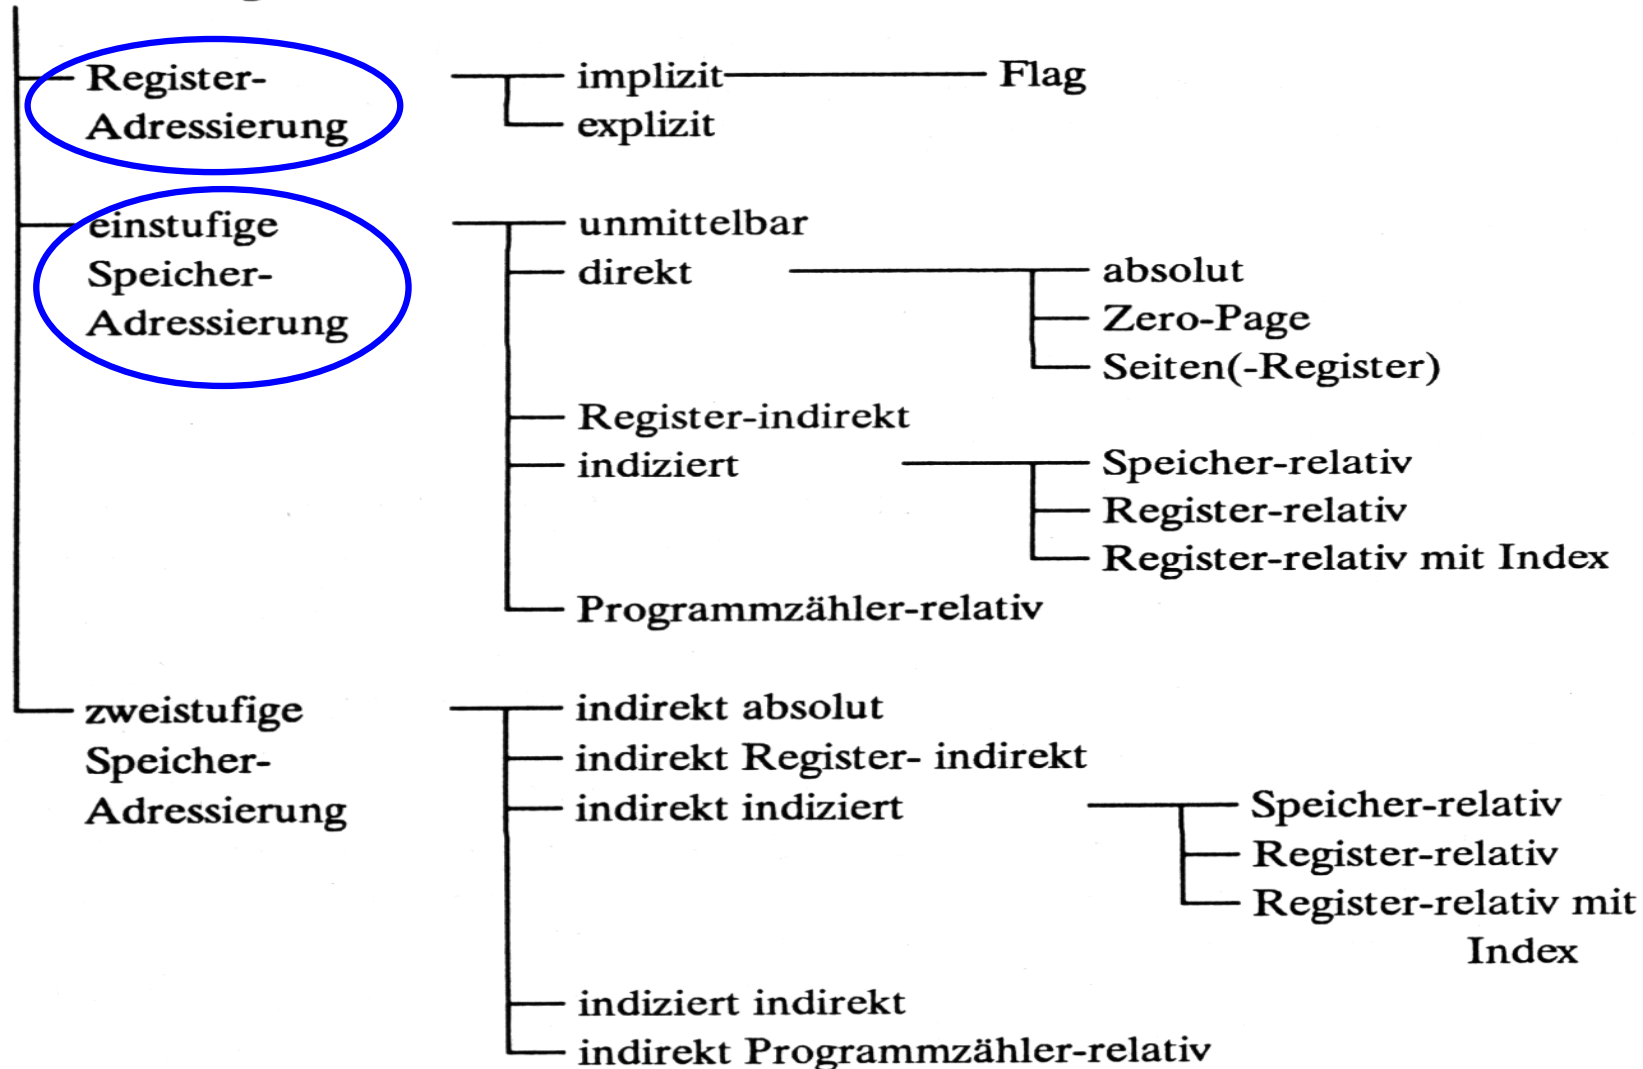 Register-
Adressierung
implizit
Flag
explizit
einstufige
Speicher-
Adressierung
unmittelbar
direkt
absolut
Zero-Page
Seiten(-Register)
Register-indirekt
indiziert
Speicher-relativ
Register-relativ
Register-relativ mit Index
Programmzähler-relativ
zweistufige
Speicher-
Adressierung
indirekt absolut
indirekt Register- indirekt
indirekt indiziert
Speicher-relativ
Register-relativ
Register-relativ mit
Index
indiziert indirekt
indirekt Programmzähler-relativ